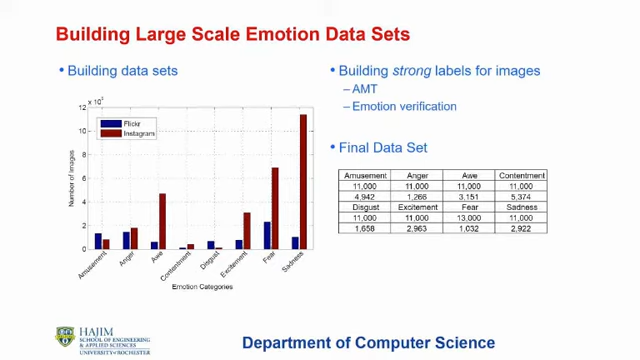 Building Large Scale Emotion Data Sets
• Building data sets
12 x 10⁵
10
8
6
4
2
0
Number of Images
Flickr
Instagram
Amusement
Anger
Awe
Contentment
Disgust
Excitement
Fear
Sadness
Emotion Categories
• Building strong labels for images
– AMT
– Emotion verification
• Final Data Set
Amusement Anger Awe Contentment
11,000 11,000 11,000 11,000
4,942 1,266 3,151 5,374
Disgust Excitement Fear Sadness
11,000 11,000 13,000 11,000
1,658 2,963 1,032 2,922
HAJIM
SCHOOL OF ENGINEERING
& APPLIED SCIENCES
UNIVERSITY of ROCHESTER
Department of Computer Science